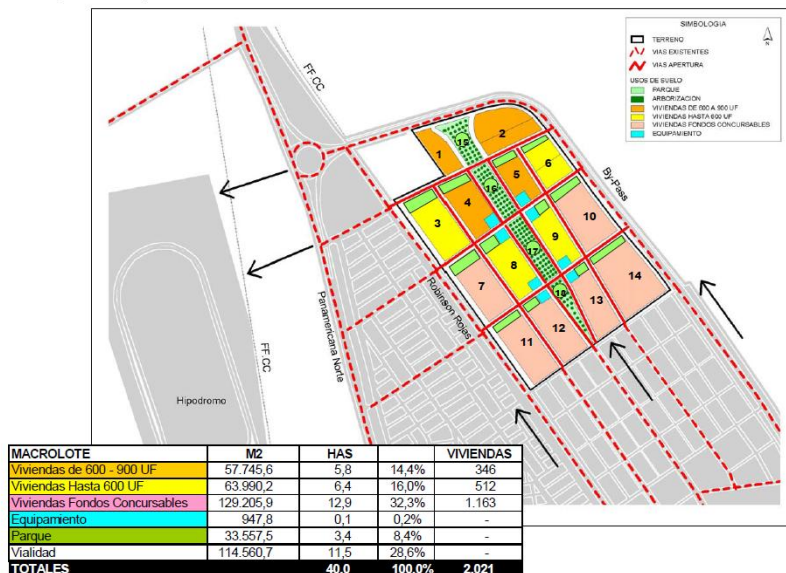 SIMBOLOGIA
TERRENO
VIAS EXISTENTES
VIAS APERTURA
USOS DE SUELO
PARQUE
ARBORIZACION
VIVIENDAS DE 600 A 900 UF
VIVIENDAS HASTA 600 UF
VIVIENDAS FONDOS CONCURSABLES
EQUIPAMIENTO
N
FF.CC
By-Pass
15
2
1
16
5
6
4
3
10
17
9
8
7
18
14
13
12
11
Robinson Rojas
Panamericana Norte
FF.CC
Hipodromo
MACROLOTE M2 HAS VIVIENDAS
Viviendas de 600 - 900 UF 57.745,6 5,8 14,4% 346
Viviendas Hasta 600 UF 63.990,2 6,4 16,0% 512
Viviendas Fondos Concursables 129.205,9 12,9 32,3% 1.163
Equipamiento 947,8 0,1 0,2% -
Parque 33.557,5 3,4 8,4% -
Vialidad 114.560,7 11,5 28,6% -
TOTALES 40,0 100,0% 2.021